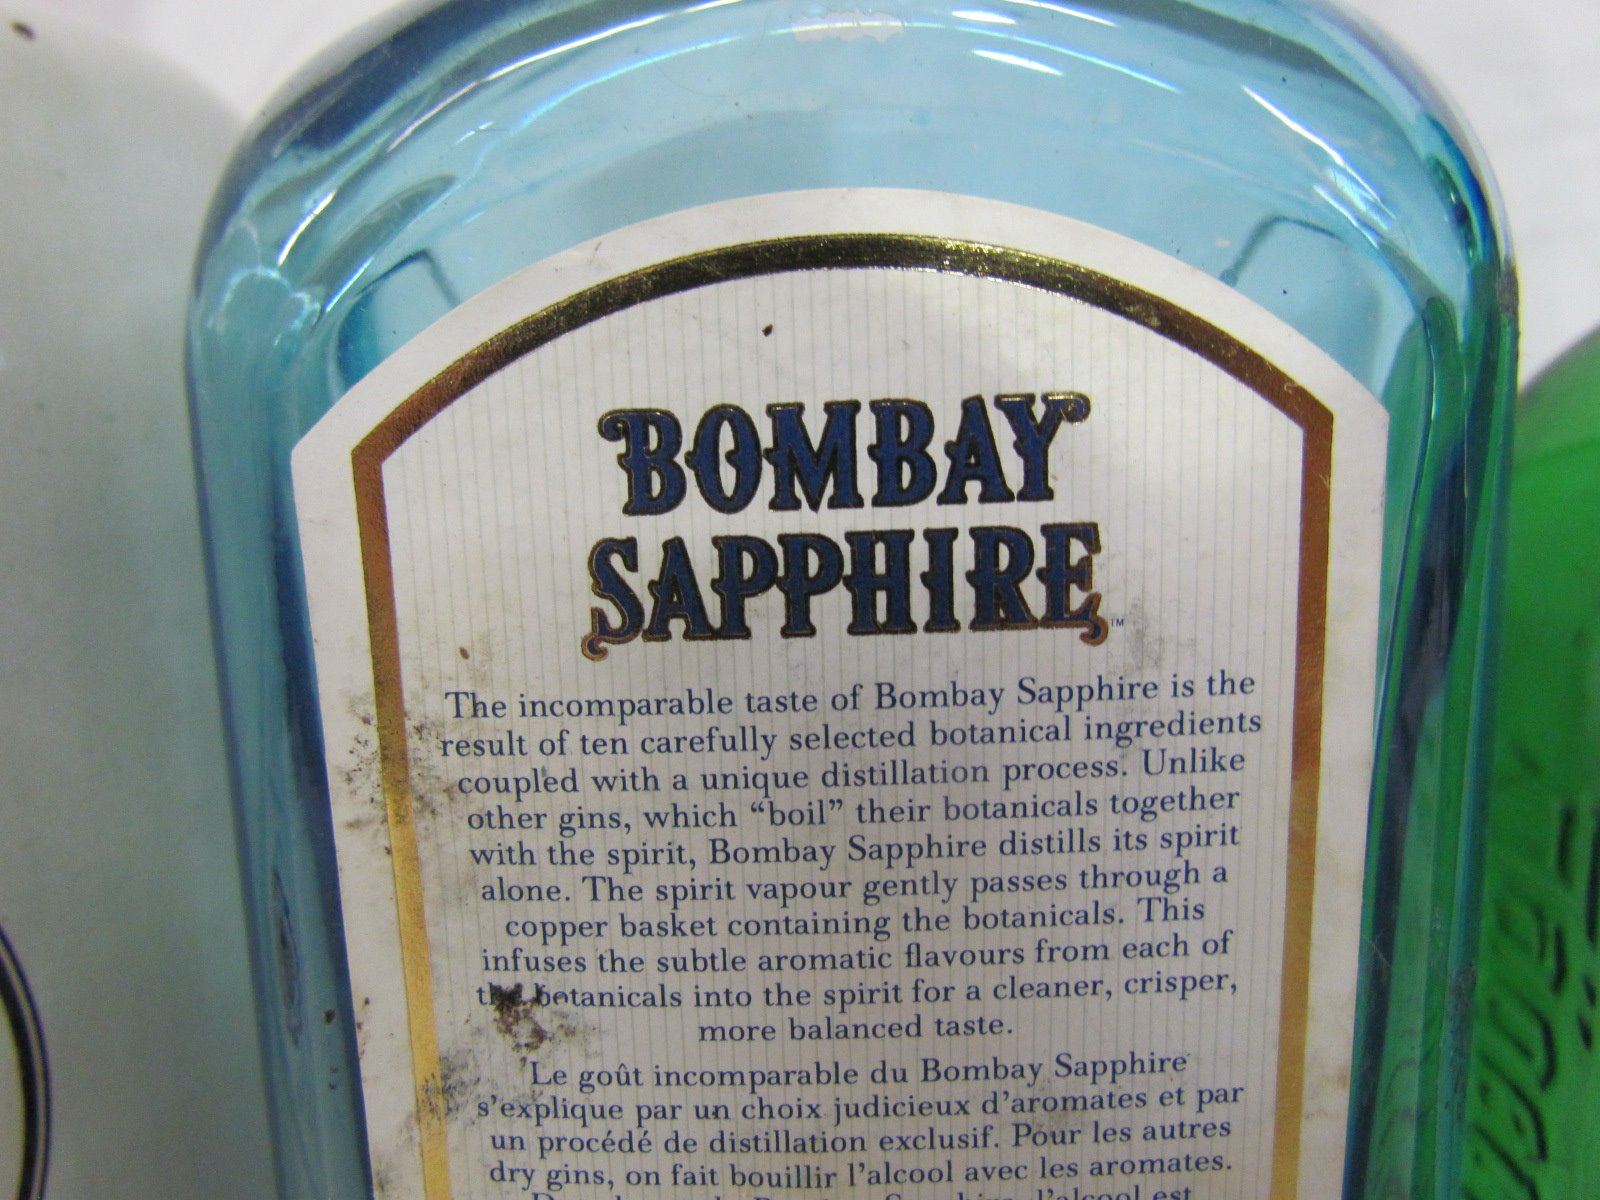 BOMBAY
SAPPHIRE™
The incomparable taste of Bombay Sapphire is the
result of ten carefully selected botanical ingredients
coupled with a unique distillation process. Unlike
other gins, which “boil” their botanicals together
with the spirit, Bombay Sapphire distills its spirit
alone. The spirit vapour gently passes through a
copper basket containing the botanicals. This
infuses the subtle aromatic flavours from each of
the botanicals into the spirit for a cleaner, crisper,
more balanced taste.
Le goût incomparable du Bombay Sapphire
s'explique par un choix judicieux d'aromates et par
un procédé de distillation exclusif. Pour les autres
dry gins, on fait bouillir l'alcool avec les aromates.
Sapphire, l'alcool est